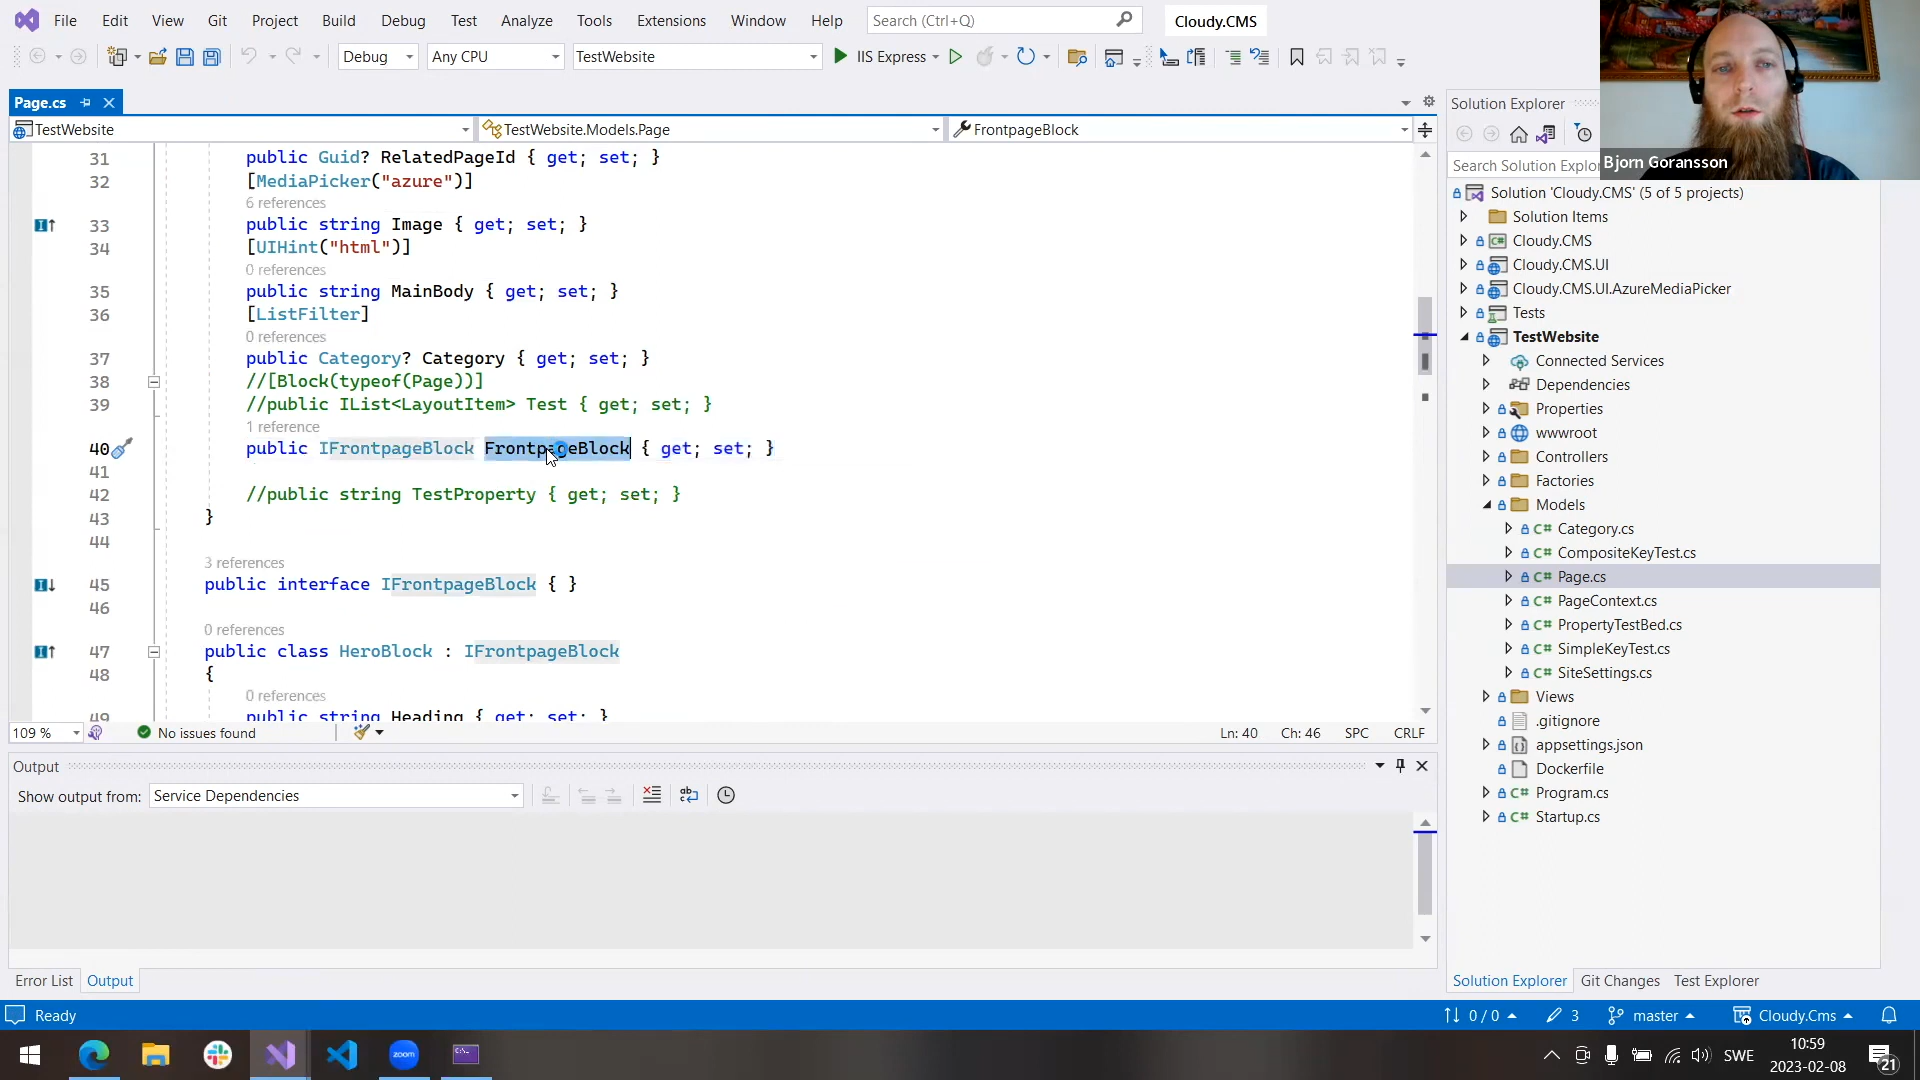 File Edit View Git Project Build Debug Test Analyze Tools Extensions Window Help Search (Ctrl+Q) Cloudy.CMS
Debug Any CPU TestWebsite IIS Express
Page.cs
TestWebsite TestWebsite.Models.Page FrontpageBlock
31 public Guid? RelatedPageId { get; set; }
32 [MediaPicker("azure")]
6 references
33 public string Image { get; set; }
34 [UIHint("html")]
0 references
35 public string MainBody { get; set; }
36 [ListFilter]
0 references
37 public Category? Category { get; set; }
38 //[Block(typeof(Page))]
39 //public IList<LayoutItem> Test { get; set; }
1 reference
40 public IFrontpageBlock FrontpageBlock { get; set; }
41
42 //public string TestProperty { get; set; }
43 }
44
3 references
45 public interface IFrontpageBlock { }
46
0 references
47 public class HeroBlock : IFrontpageBlock
48 {
0 references
49 public string Heading { get; set; }
109 % No issues found Ln: 40 Ch: 46 SPC CRLF
Output
Show output from: Service Dependencies
Error List Output
Bjorn Goransson
Solution Explorer
Search Solution Explo
Solution 'Cloudy.CMS' (5 of 5 projects)
Solution Items
C# Cloudy.CMS
Cloudy.CMS.UI
Cloudy.CMS.UI.AzureMediaPicker
Tests
TestWebsite
Connected Services
Dependencies
Properties
wwwroot
Controllers
Factories
Models
C# Category.cs
C# CompositeKeyTest.cs
C# Page.cs
C# PageContext.cs
C# PropertyTestBed.cs
C# SimpleKeyTest.cs
C# SiteSettings.cs
Views
.gitignore
appsettings.json
Dockerfile
C# Program.cs
C# Startup.cs
Solution Explorer Git Changes Test Explorer
Ready 0 / 0 3 master Cloudy.Cms
zoom SWE 10:59
2023-02-08
21